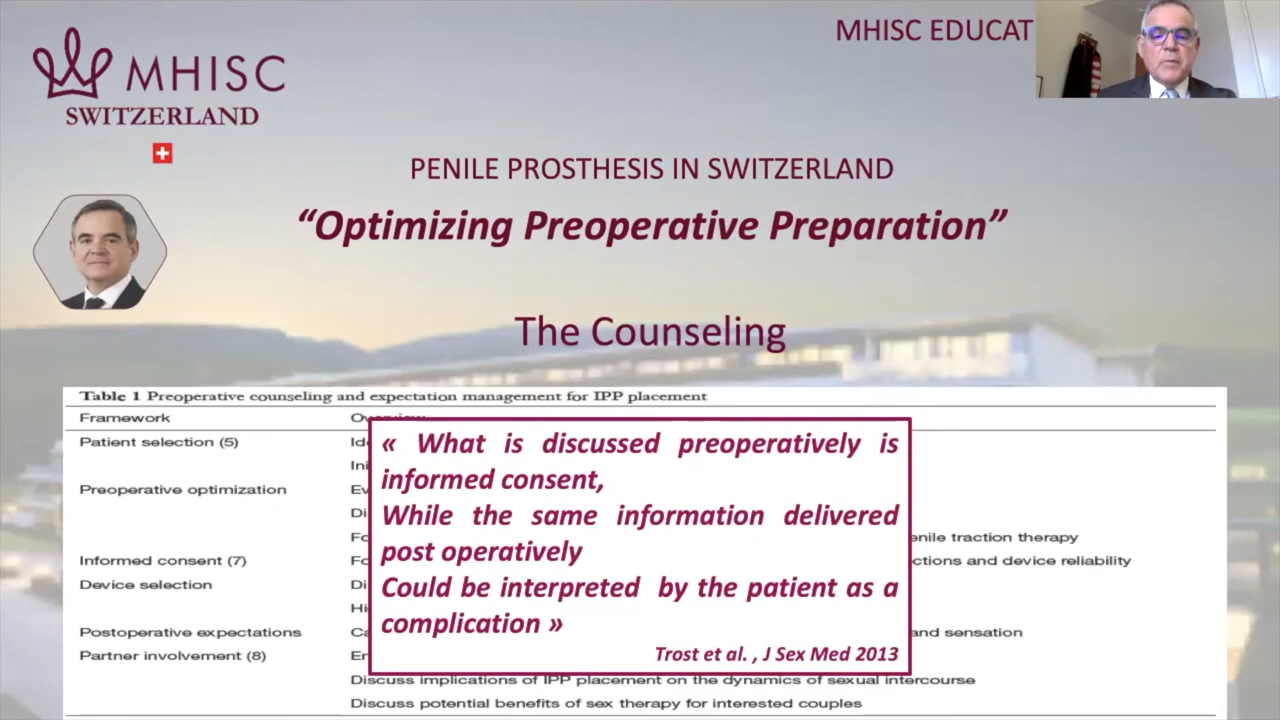 MHISC EDUCAT
MHISC
SWITZERLAND
PENILE PROSTHESIS IN SWITZERLAND
“Optimizing Preoperative Preparation”
The Counseling
Table 1 Preoperative counseling and expectation management for IPP placement
Framework
Patient selection (5)
Preoperative optimization
enile traction therapy
Informed consent (7)
ctions and device reliability
Device selection
Postoperative expectations
and sensation
Partner involvement (8)
Discuss implications of IPP placement on the dynamics of sexual intercourse
Discuss potential benefits of sex therapy for interested couples
« What is discussed preoperatively is
informed consent,
While the same information delivered
post operatively
Could be interpreted by the patient as a
complication »
Trost et al. , J Sex Med 2013